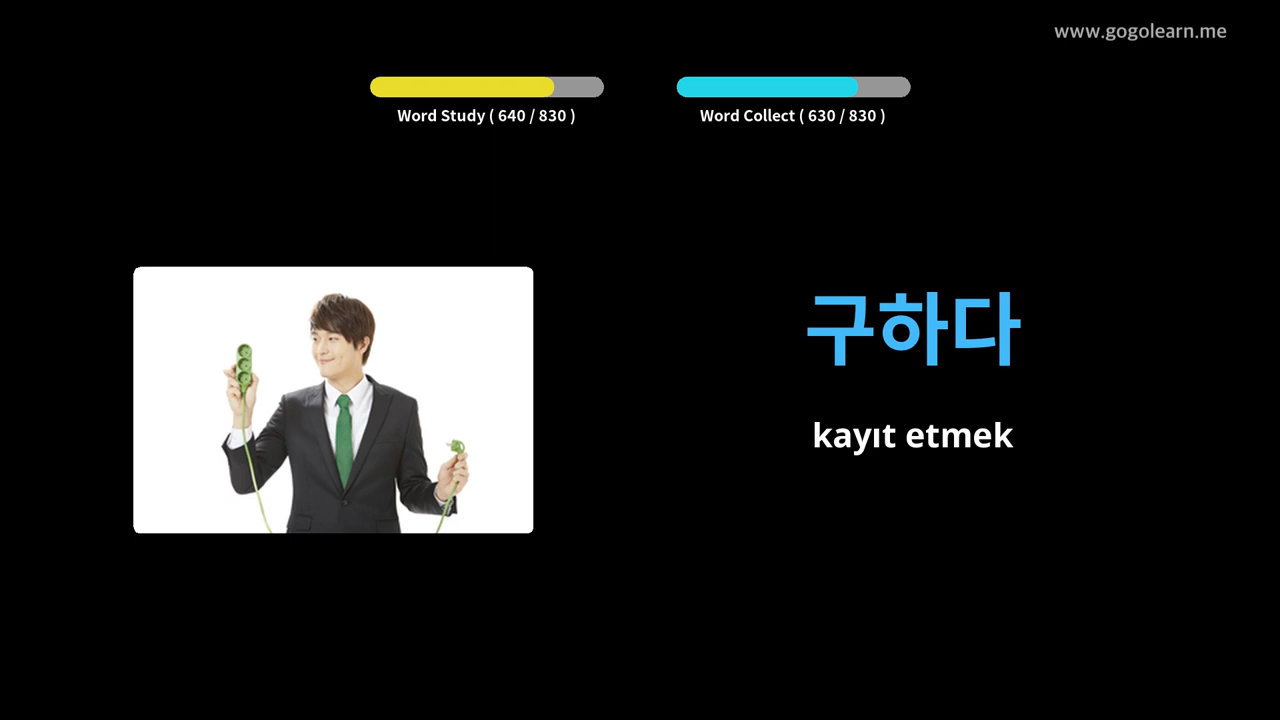 www.gogolearn.me
Word Study ( 640 / 830 )
Word Collect ( 630 / 830 )
구하다
kayıt etmek